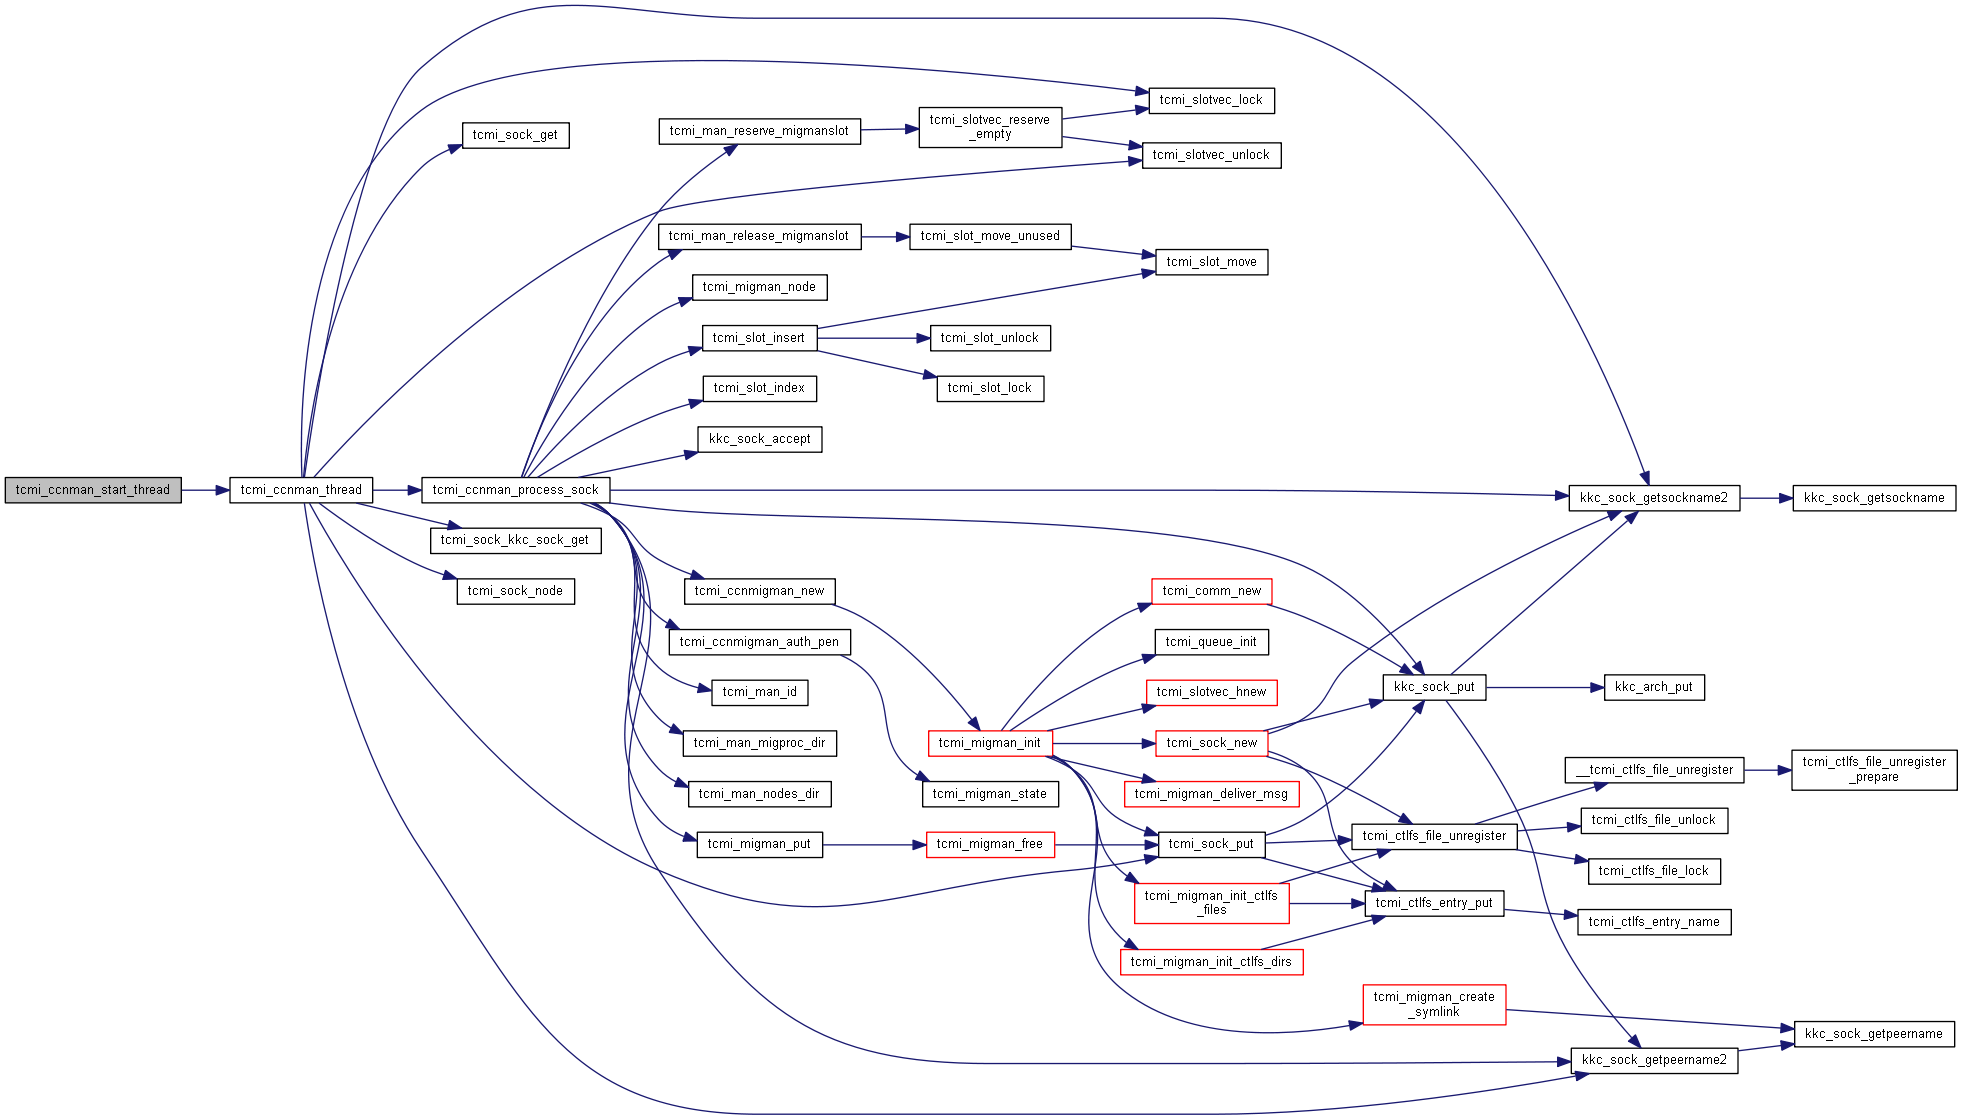 tcmi_slotvec_lock
tcmi_sock_get
tcmi_man_reserve_migmanslot
tcmi_slotvec_reserve
_empty
tcmi_slotvec_unlock
tcmi_man_release_migmanslot
tcmi_slot_move_unused
tcmi_slot_move
tcmi_migman_node
tcmi_slot_insert
tcmi_slot_unlock
tcmi_slot_index
tcmi_slot_lock
kkc_sock_accept
tcmi_ccnman_start_thread
tcmi_ccnman_thread
tcmi_ccnman_process_sock
kkc_sock_getsockname2
kkc_sock_getsockname
tcmi_sock_kkc_sock_get
tcmi_sock_node
tcmi_ccnmigman_new
tcmi_comm_new
tcmi_ccnmigman_auth_pen
tcmi_queue_init
tcmi_man_id
tcmi_slotvec_hnew
kkc_sock_put
kkc_arch_put
tcmi_man_migproc_dir
tcmi_migman_init
tcmi_sock_new
__tcmi_ctlfs_file_unregister
tcmi_ctlfs_file_unregister
_prepare
tcmi_man_nodes_dir
tcmi_migman_state
tcmi_migman_deliver_msg
tcmi_ctlfs_file_unlock
tcmi_migman_put
tcmi_migman_free
tcmi_sock_put
tcmi_ctlfs_file_unregister
tcmi_ctlfs_file_lock
tcmi_migman_init_ctlfs
_files
tcmi_ctlfs_entry_put
tcmi_ctlfs_entry_name
tcmi_migman_init_ctlfs_dirs
tcmi_migman_create
_symlink
kkc_sock_getpeername
kkc_sock_getpeername2